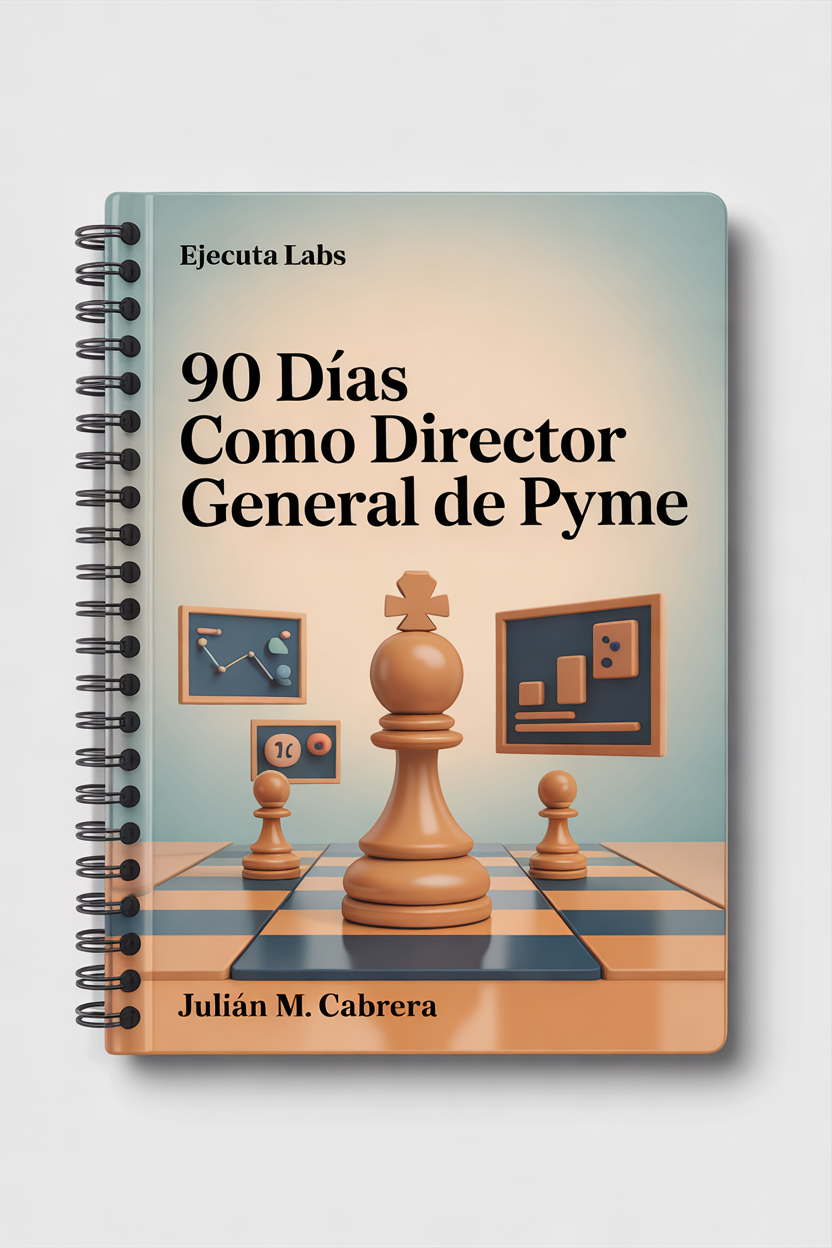 Ejecuta Labs
90 Días
Como Director
General de Pyme
Julián M. Cabrera